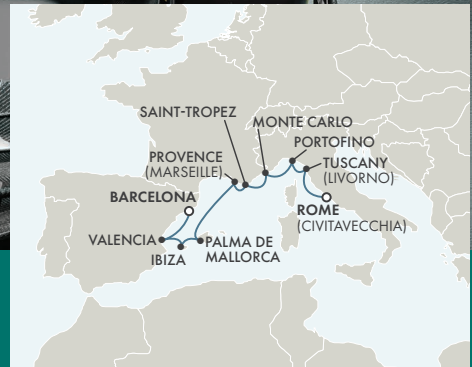 SAINT-TROPEZ
MONTE CARLO
PORTOFINO
PROVENCE
(MARSEILLE)
TUSCANY
(LIVORNO)
BARCELONA
ROME
(CIVITAVECCHIA)
VALENCIA
IBIZA
PALMA DE
MALLORCA